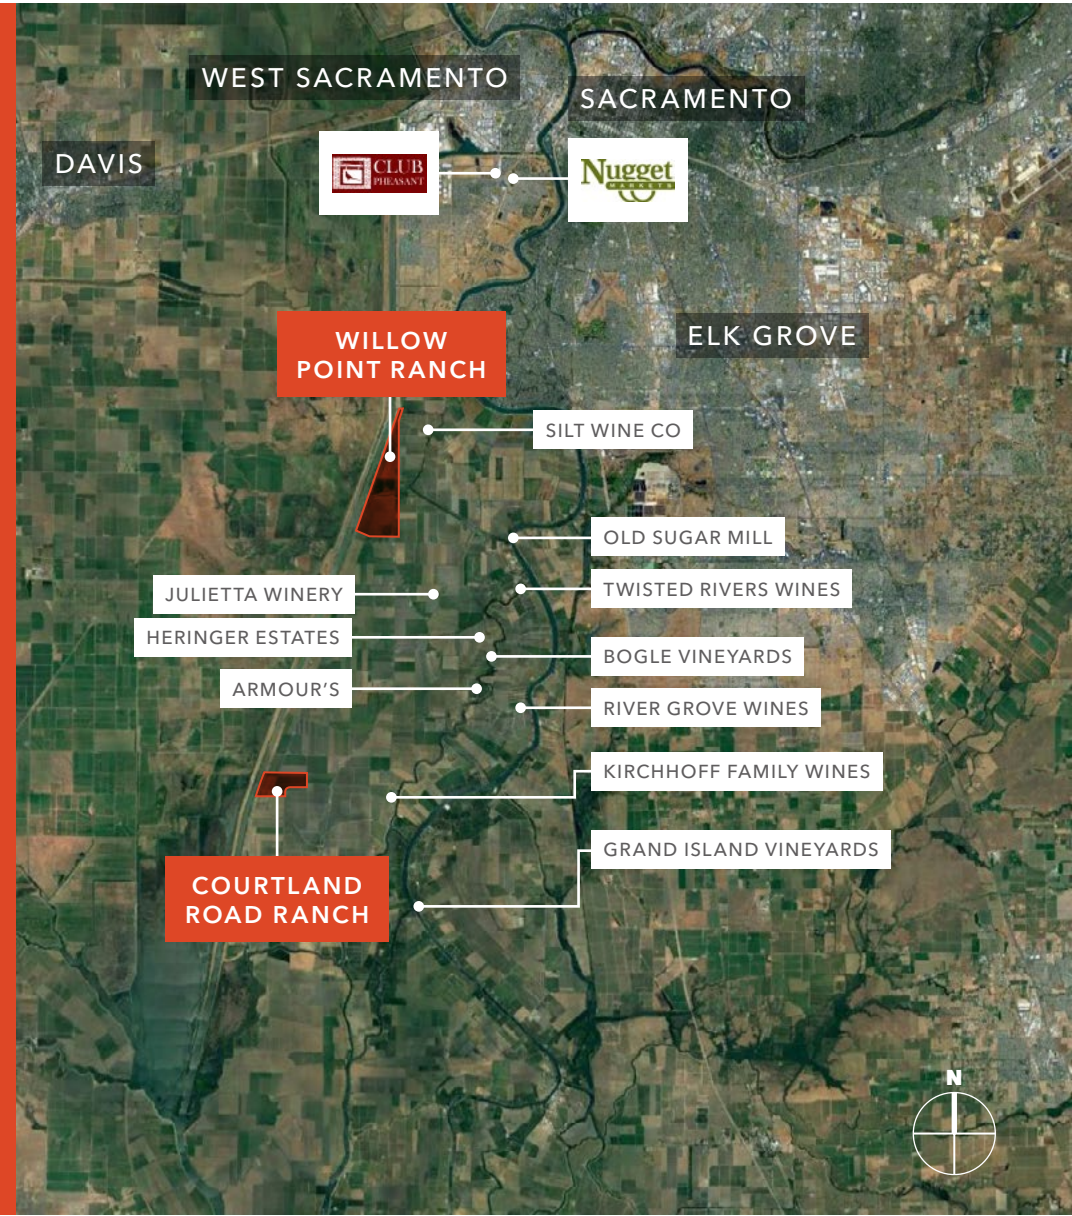 WEST SACRAMENTO
SACRAMENTO
DAVIS
CLUB
PHEASANT
Nugget
MARKETS
WILLOW
POINT RANCH
ELK GROVE
SILT WINE CO
OLD SUGAR MILL
JULIETTA WINERY
TWISTED RIVERS WINES
HERINGER ESTATES
BOGLE VINEYARDS
ARMOUR'S
RIVER GROVE WINES
KIRCHHOFF FAMILY WINES
GRAND ISLAND VINEYARDS
COURTLAND
ROAD RANCH
N